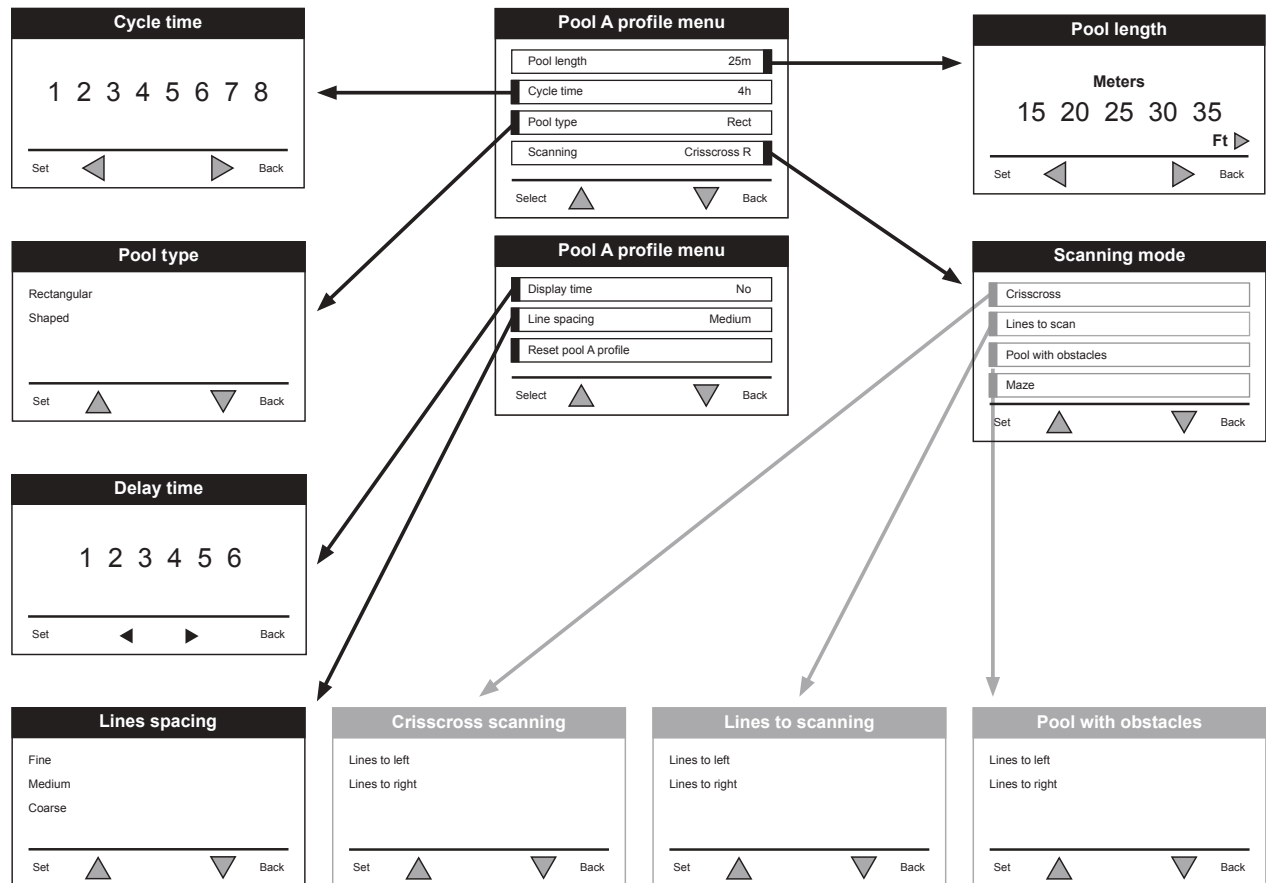 Cycle time
1 2 3 4 5 6 7 8
Set Back
Pool A profile menu
Pool length 25m
Cycle time 4h
Pool type Rect
Scanning Crisscross R
Select Back
Pool length
Meters
15 20 25 30 35
Ft
Set Back
Pool type
Rectangular
Shaped
Set Back
Pool A profile menu
Display time No
Line spacing Medium
Reset pool A profile
Select Back
Scanning mode
Crisscross
Lines to scan
Pool with obstacles
Maze
Set Back
Delay time
1 2 3 4 5 6
Set Back
Lines spacing
Fine
Medium
Coarse
Set Back
Crisscross scanning
Lines to left
Lines to right
Set Back
Lines to scanning
Lines to left
Lines to right
Set Back
Pool with obstacles
Lines to left
Lines to right
Set Back